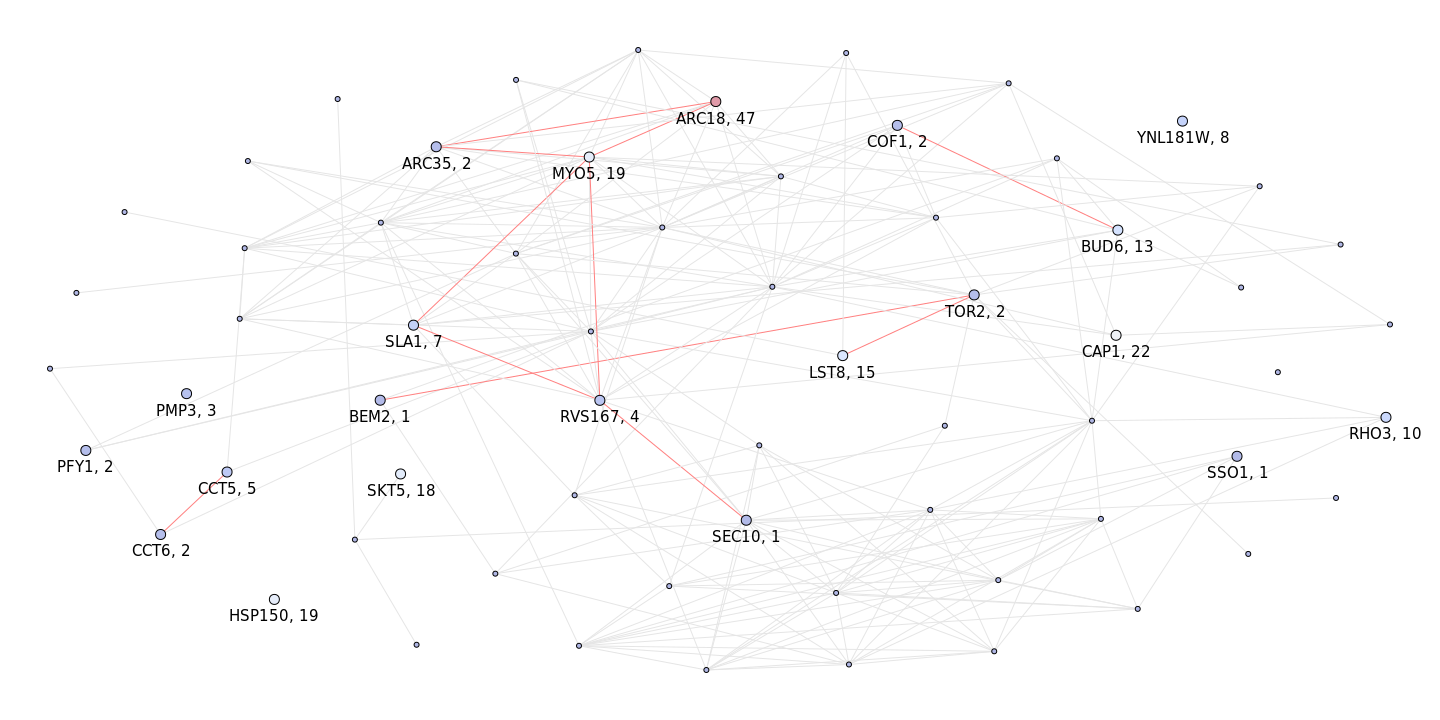 ARC18, 47
YNL181W, 8
COF1, 2
ARC35, 2
MYO5, 19
BUD6, 13
TOR2, 2
SLA1, 7
CAP1, 22
LST8, 15
PMP3, 3
BEM2, 1
RVS167, 4
RHO3, 10
PFY1, 2
SSO1, 1
CCT5, 5
SKT5, 18
SEC10, 1
CCT6, 2
HSP150, 19